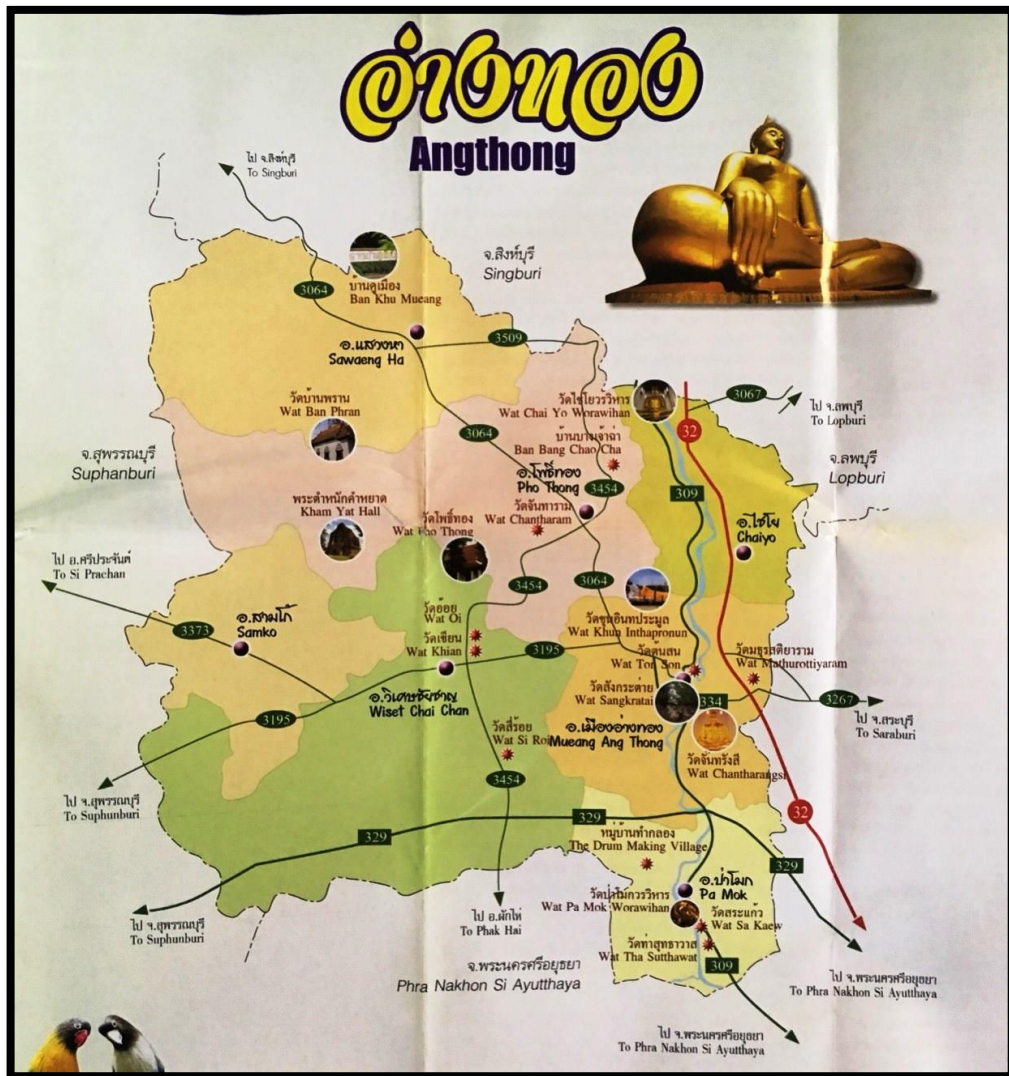 อ่างทอง
Angthong
ไป จ.สิงห์บุรี
To Singburi
จ.สิงห์บุรี
Singburi
3064
บ้านคูเมือง
Ban Khu Mueang
อ.แสวงหา
Sawaeng Ha
3509
วัดบ้านพราน
Wat Ban Phran
วัดไชโยวรวิหาร
Wat Chai Yo Worawihan
3067
ไป จ.ลพบุรี
To Lopburi
32
3064
บ้านบางเจ้าฉ่า
Ban Bang Chao Cha
จ.สุพรรณบุรี
Suphanburi
จ.ลพบุรี
Lopburi
อ.โพธิ์ทอง
Pho Thong
3454
309
พระตำหนักคำหยาด
Kham Yat Hall
วัดโพธิ์ทอง
Wat Pho Thong
วัดจันทาราม
Wat Chantharam
อ.ไชโย
Chaiyo
ไป อ.ศรีประจันต์
To Si Prachan
3454
3064
3373
อ.สามโก้
Samko
วัดอ้อย
Wat Oi
วัดเขียน
Wat Khian
3195
วัดขุนอินทประมูล
Wat Khun Inthapronun
วัดต้นสน
Wat Ton Son
วัดมธุรสติยาราม
Wat Mathurottiyaram
อ.วิเศษชัยชาญ
Wiset Chai Chan
วัดสังกระต่าย
Wat Sangkratai
334
3267
ไป จ.สระบุรี
To Saraburi
3195
วัดสี่ร้อย
Wat Si Roi
อ.เมืองอ่างทอง
Mueang Ang Thong
วัดจันทรังสี
Wat Chantharangsi
3454
ไป จ.สุพรรณบุรี
To Suphunburi
329
329
32
หมู่บ้านทำกลอง
The Drum Making Village
329
อ.ป่าโมก
Pa Mok
วัดป่าโมกวรวิหาร
Wat Pa Mok Worawihan
วัดสระแก้ว
Wat Sa Kaew
ไป จ.สุพรรณบุรี
To Suphunburi
ไป อ.ผักไห่
To Phak Hai
วัดท่าสุทธาวาส
Wat Tha Sutthawat
309
จ.พระนครศรีอยุธยา
Phra Nakhon Si Ayutthaya
ไป จ.พระนครศรีอยุธยา
To Phra Nakhon Si Ayutthaya
ไป จ.พระนครศรีอยุธยา
To Phra Nakhon Si Ayutthaya